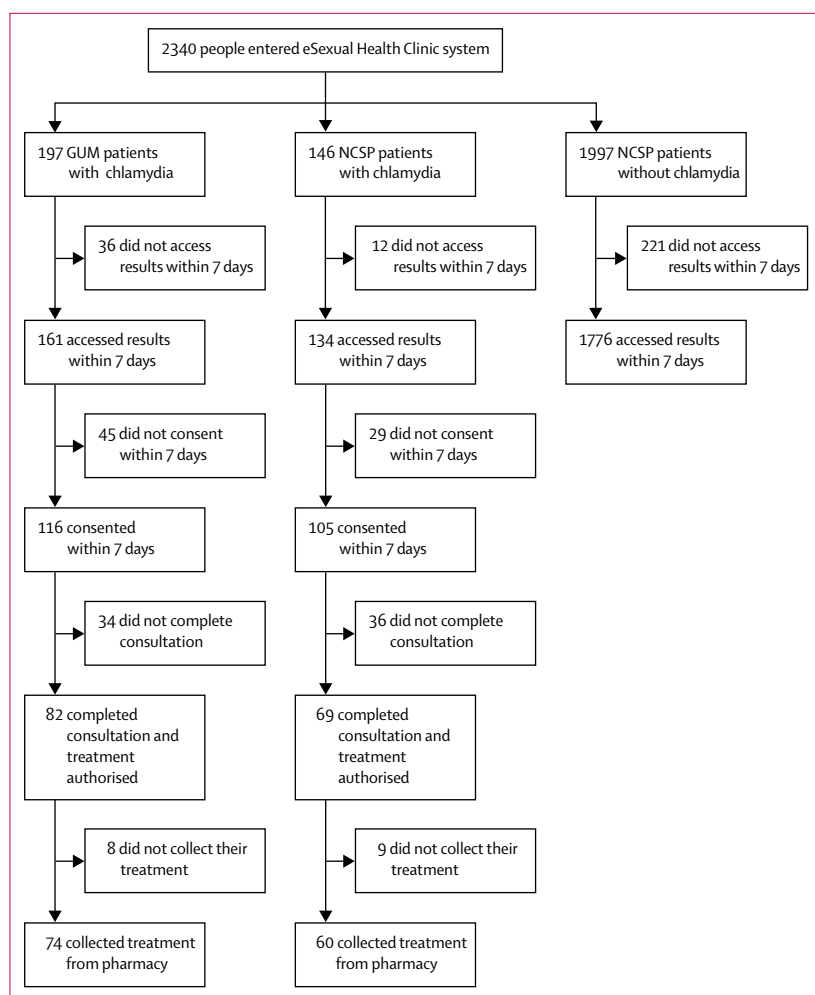 2340 people entered eSexual Health Clinic system
197 GUM patients
with chlamydia
146 NCSP patients
with chlamydia
1997 NCSP patients
without chlamydia
36 did not access
results within 7 days
12 did not access
results within 7 days
221 did not access
results within 7 days
161 accessed results
within 7 days
134 accessed results
within 7 days
1776 accessed results
within 7 days
45 did not consent
within 7 days
29 did not consent
within 7 days
116 consented
within 7 days
105 consented
within 7 days
34 did not complete
consultation
36 did not complete
consultation
82 completed
consultation and
treatment
authorised
69 completed
consultation and
treatment
authorised
8 did not collect their
treatment
9 did not collect their
treatment
74 collected treatment
from pharmacy
60 collected treatment
from pharmacy